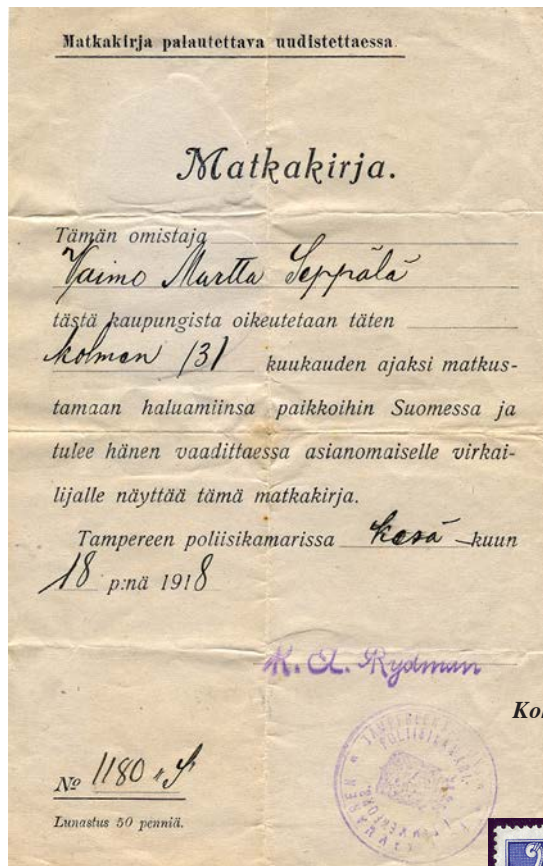 Matkakirja palautettava uudistettaessa.
Matkakirja.
Tämän omistaja
Vaimo Martta Seppälä
tästä kaupungista oikeutetaan täten
kolmen (3) kuukauden ajaksi matkus-
tamaan haluamiinsa paikkoihin Suomessa ja
tulee hänen vaadittaessa asianomaiselle virkai-
lijalle näyttää tämä matkakirja.
Tampereen poliisikamarissa kesä-kuun
18 p:nä 1918
K. A. Rydman
TAMPEREEN
POLIISIKAMARI
No 1180
Lunastus 50 penniä.